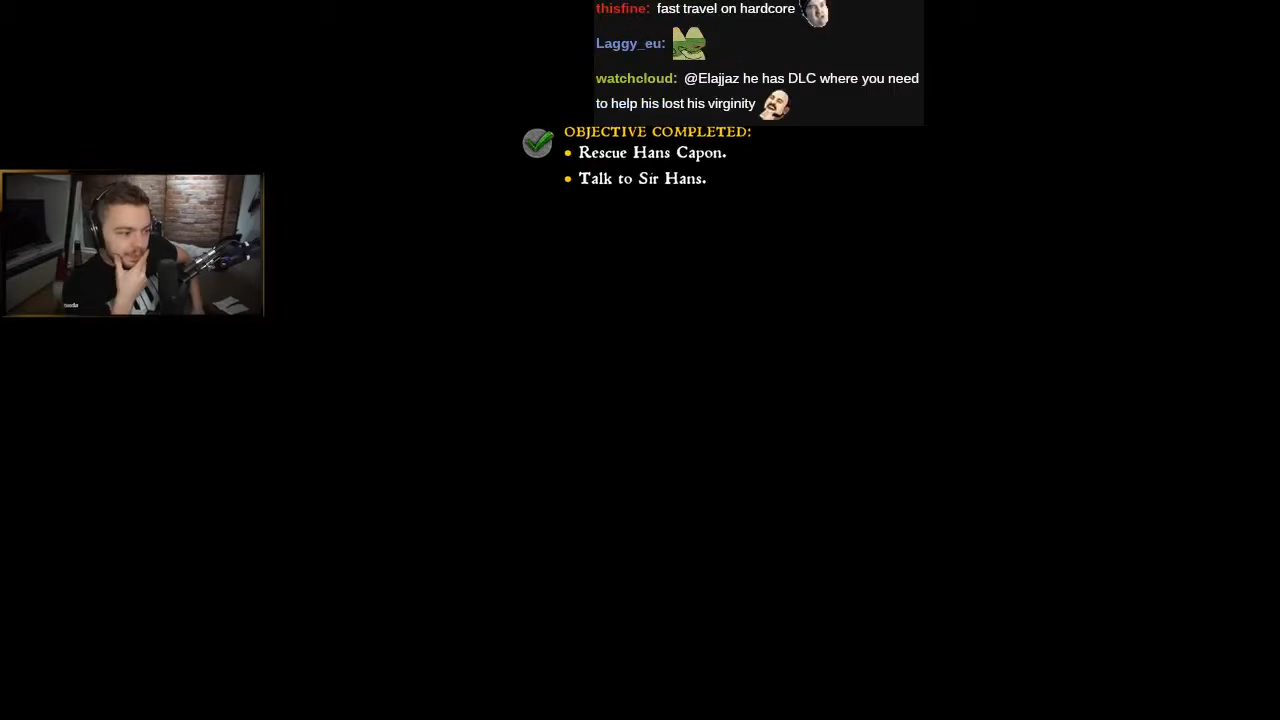 thisfine: fast travel on hardcore
Laggy_eu:
watchcloud: @Elajjaz he has DLC where you need
to help his lost his virginity
OBJECTIVE COMPLETED:
Rescue Hans Capon.
Talk to Sir Hans.